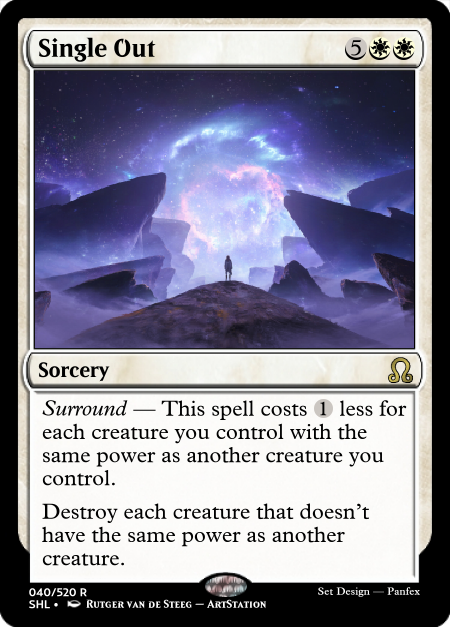 Single Out 5
Sorcery
Surround — This spell costs 1 less for
each creature you control with the
same power as another creature you
control.
Destroy each creature that doesn't
have the same power as another
creature.
040/520 R
Set Design — Panfex
SHL • Rutger van de Steeg — ArtStation